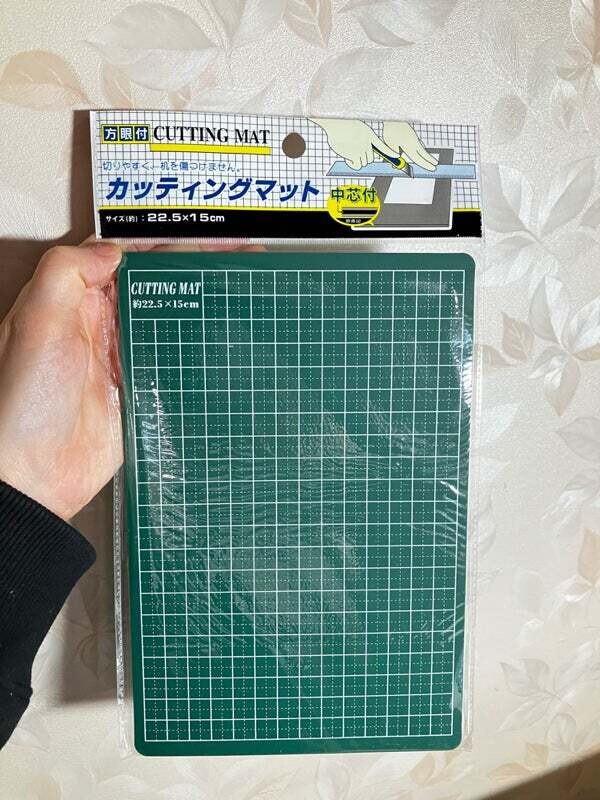 方眼付 CUTTING MAT
切りやすく、机を傷つけません。
カッティングマット
中芯付
サイズ(約):22.5×15cm
CUTTING MAT
約22.5×15cm